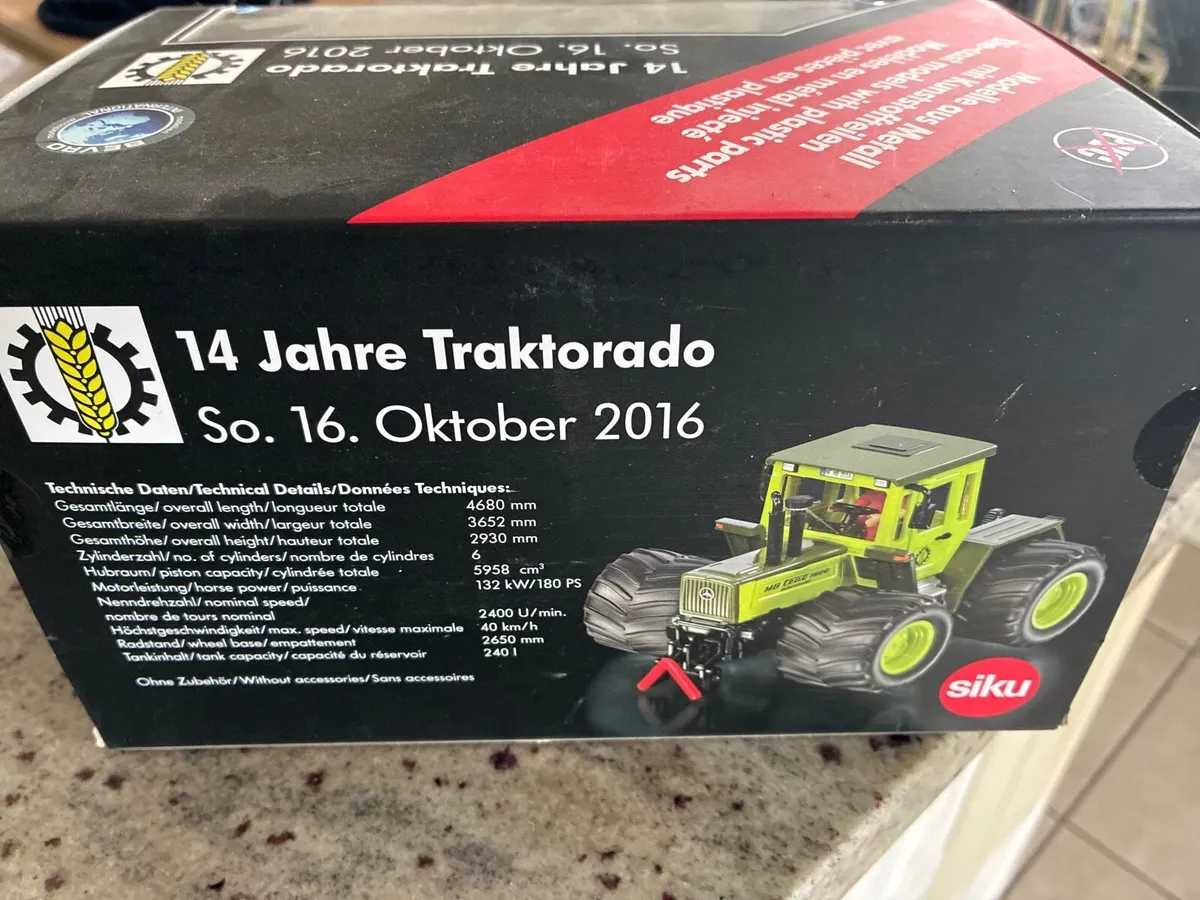 14 Jahre Traktorado
So. 16. Oktober 2016
BEVRO
INTERNATIONAL
Modelle aus Metall
mit Kunststoffteilen
Die-cast models with plastic parts
Modèles en métal injecté
avec pièces en plastique
PVC
14 Jahre Traktorado
So. 16. Oktober 2016
Technische Daten/Technical Details/Données Techniques:
Gesamtlänge/overall length/longueur totale 4680 mm
Gesamtbreite/overall width/largeur totale 3652 mm
Gesamthöhe/overall height/hauteur totale 2930 mm
Zylinderzahl/no. of cylinders/nombre de cylindres 6
Hubraum/piston capacity/cylindrée totale 5958 cm³
Motorleistung/horse power/puissance 132 kW/180 PS
Nenndrehzahl/nominal speed/
nombre de tours nominal 2400 U/min.
Höchstgeschwindigkeit/max. speed/vitesse maximale 40 km/h
Radstand/wheel base/empattement 2650 mm
Tankinhalt/tank capacity/capacité du réservoir 240 l
Ohne Zubehör/Without accessories/Sans accessoires
siku